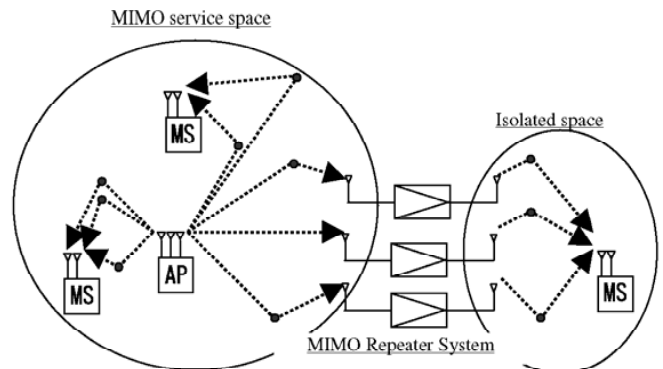 MIMO service space
Isolated space
MS
MS
AP
MS
MIMO Repeater System